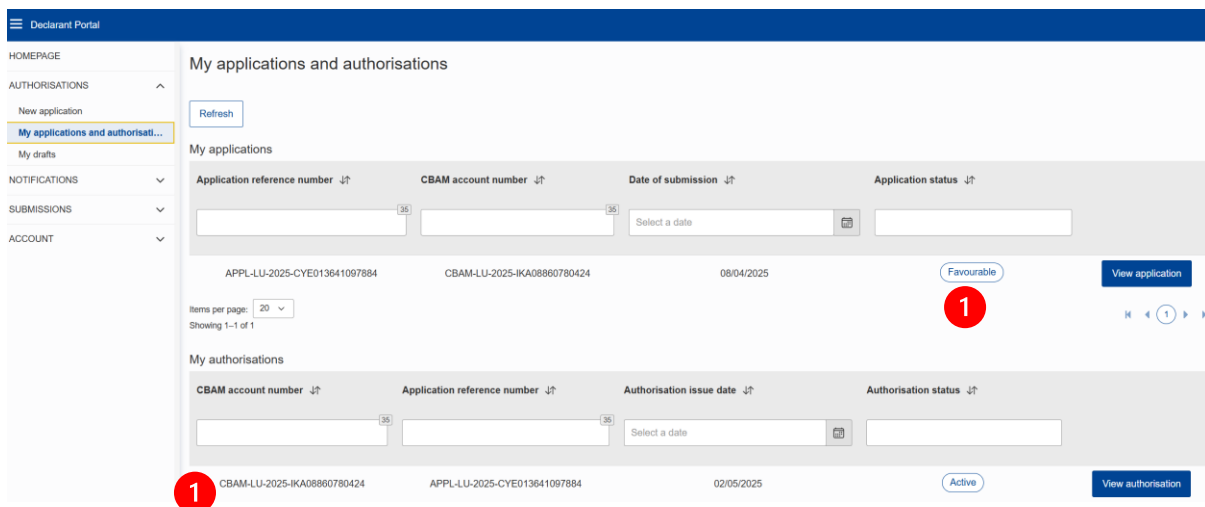 Declarant Portal
HOMEPAGE
AUTHORISATIONS
New application
My applications and authorisati...
My drafts
NOTIFICATIONS
SUBMISSIONS
ACCOUNT
My applications and authorisations
Refresh
My applications
Application reference number CBAM account number Date of submission Application status
35 35 Select a date
APPL-LU-2025-CYE013641097884 CBAM-LU-2025-IKA08860780424 08/04/2025 Favourable View application
1
Items per page: 20 1
Showing 1–1 of 1
My authorisations
CBAM account number Application reference number Authorisation issue date Authorisation status
35 35 Select a date
1 CBAM-LU-2025-IKA08860780424 APPL-LU-2025-CYE013641097884 02/05/2025 Active View authorisation